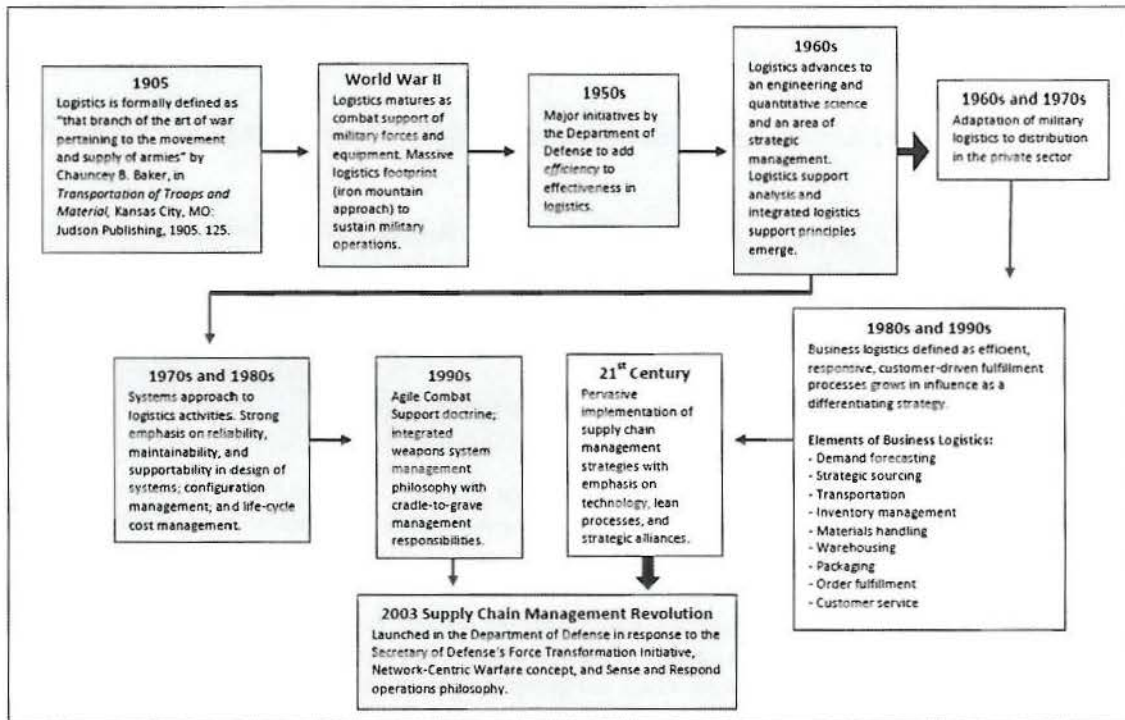 1905
Logistics is formally defined as
"that branch of the art of war
pertaining to the movement
and supply of armies" by
Chauncey B. Baker, in
Transportation of Troops and
Material, Kansas City, MO:
Judson Publishing, 1905. 125.
World War II
Logistics matures as
combat support of
military forces and
equipment. Massive
logistics footprint
(iron mountain
approach) to
sustain military
operations.
1950s
Major initiatives by
the Department of
Defense to add
efficiency to
effectiveness in
logistics.
1960s
Logistics advances to
an engineering and
quantitative science
and an area of
strategic
management.
Logistics support
analysis and
integrated logistics
support principles
emerge.
1960s and 1970s
Adaptation of military
logistics to distribution
in the private sector
1970s and 1980s
Systems approach to
logistics activities. Strong
emphasis on reliability,
maintainability, and
supportability in design of
systems; configuration
management; and life-cycle
cost management.
1990s
Agile Combat
Support doctrine;
integrated
weapons system
management
philosophy with
cradle-to-grave
management
responsibilities.
21st Century
Pervasive
implementation of
supply chain
management
strategies with
emphasis on
technology, lean
processes, and
strategic alliances.
1980s and 1990s
Business logistics defined as efficient,
responsive, customer-driven fulfillment
processes grows in influence as a
differentiating strategy.
Elements of Business Logistics:
- Demand forecasting
- Strategic sourcing
- Transportation
- Inventory management
- Materials handling
- Warehousing
- Packaging
- Order fulfillment
- Customer service
2003 Supply Chain Management Revolution
Launched in the Department of Defense in response to the
Secretary of Defense's Force Transformation Initiative,
Network-Centric Warfare concept, and Sense and Respond
operations philosophy.